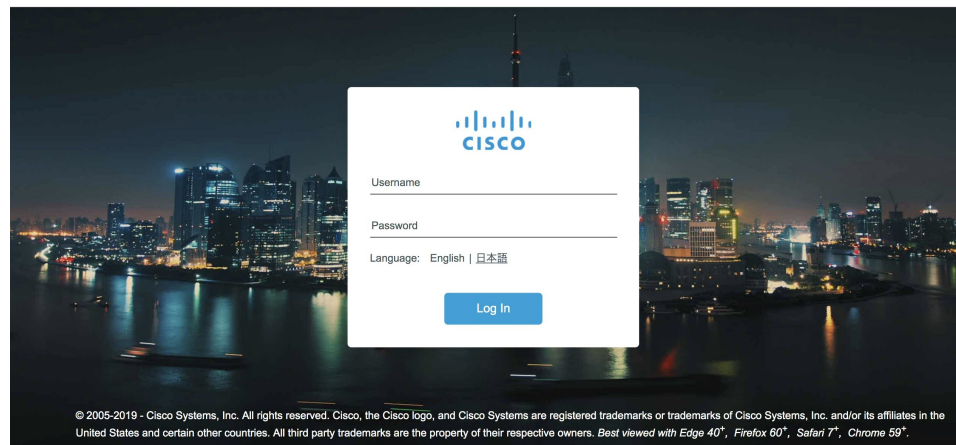 CISCO
Username
Password
Language: English | 日本語
Log In
© 2005-2019 - Cisco Systems, Inc. All rights reserved. Cisco, the Cisco logo, and Cisco Systems are registered trademarks or trademarks of Cisco Systems, Inc. and/or its affiliates in the
United States and certain other countries. All third party trademarks are the property of their respective owners. Best viewed with Edge 40+, Firefox 60+, Safari 7+, Chrome 59+.